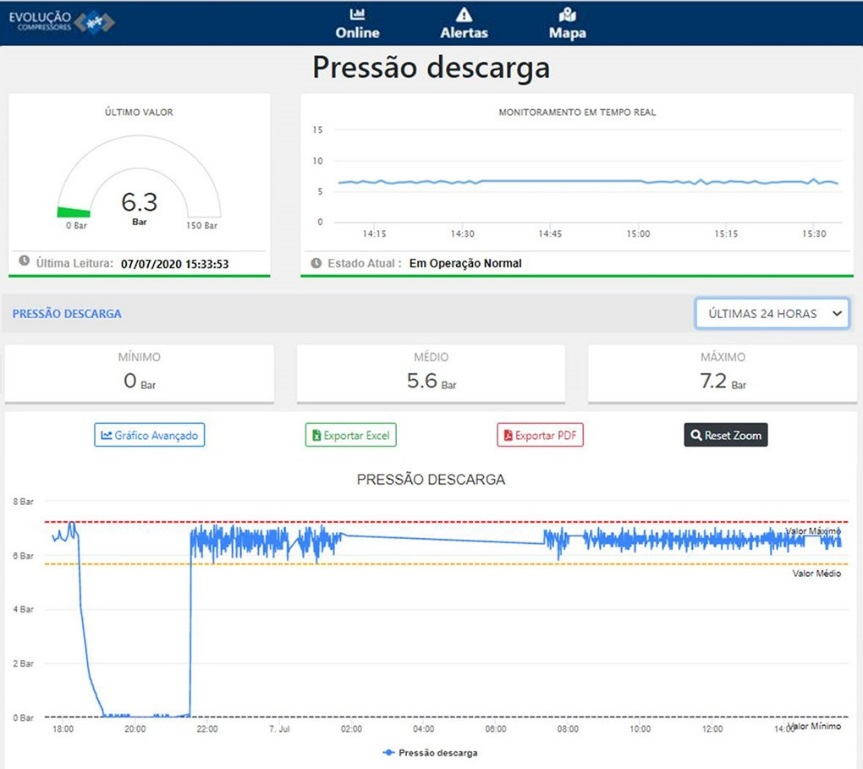 EVOLUÇÃO
COMPRESSORES
Online
Alertas
Mapa
Pressão descarga
ÚLTIMO VALOR
6.3
Bar
0 Bar
150 Bar
Última Leitura: 07/07/2020 15:33:53
MONITORAMENTO EM TEMPO REAL
15
10
5
0
14:15
14:30
14:45
15:00
15:15
15:30
Estado Atual : Em Operação Normal
PRESSÃO DESCARGA
ÚLTIMAS 24 HORAS
MÍNIMO
0 Bar
MÉDIO
5.6 Bar
MÁXIMO
7.2 Bar
Gráfico Avançado
Exportar Excel
Exportar PDF
Reset Zoom
PRESSÃO DESCARGA
8 Bar
6 Bar
4 Bar
2 Bar
0 Bar
Valor Máximo
Valor Médio
Valor Mínimo
18:00
20:00
22:00
7. Jul
02:00
04:00
06:00
08:00
10:00
12:00
14:00
Pressão descarga